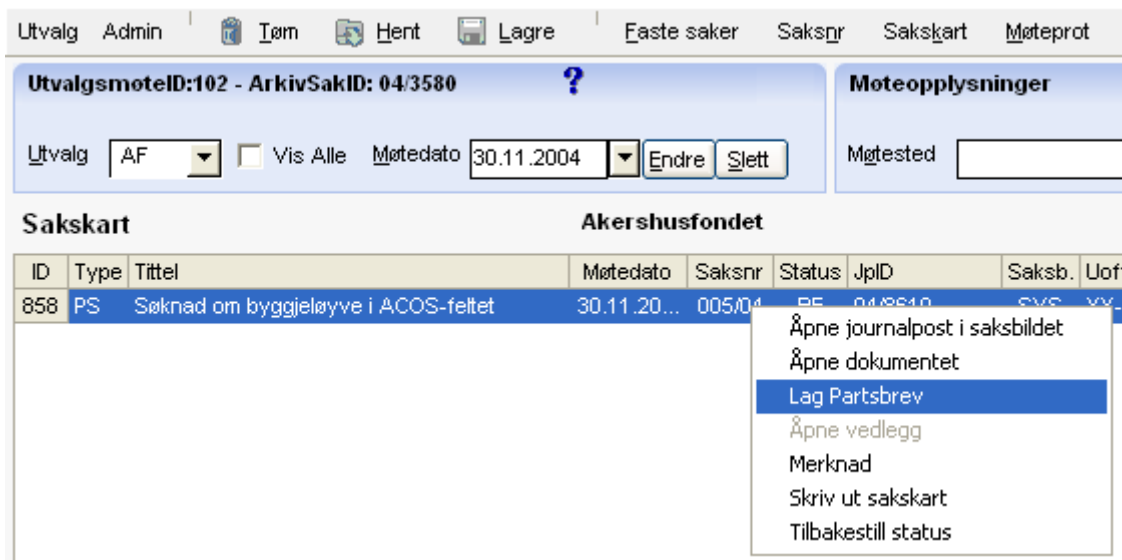 Utvalg Admin Tøm Hent Lagre Faste saker Saksnr Sakskart Møteprot
UtvalgsmøteID:102 - ArkivSakID: 04/3580 ? Møteopplysninger
Utvalg AF Vis Alle Møtedato 30.11.2004 Endre Slett Møtested
Sakskart Akershusfondet
ID Type Tittel Møtedato Saksnr Status JpID Saksb. Uoff
858 PS Søknad om byggjeløyve i ACOS-feltet 30.11.20... 005/04
Åpne journalpost i saksbildet
Åpne dokumentet
Lag Partsbrev
Åpne vedlegg
Merknad
Skriv ut sakskart
Tilbakestill status